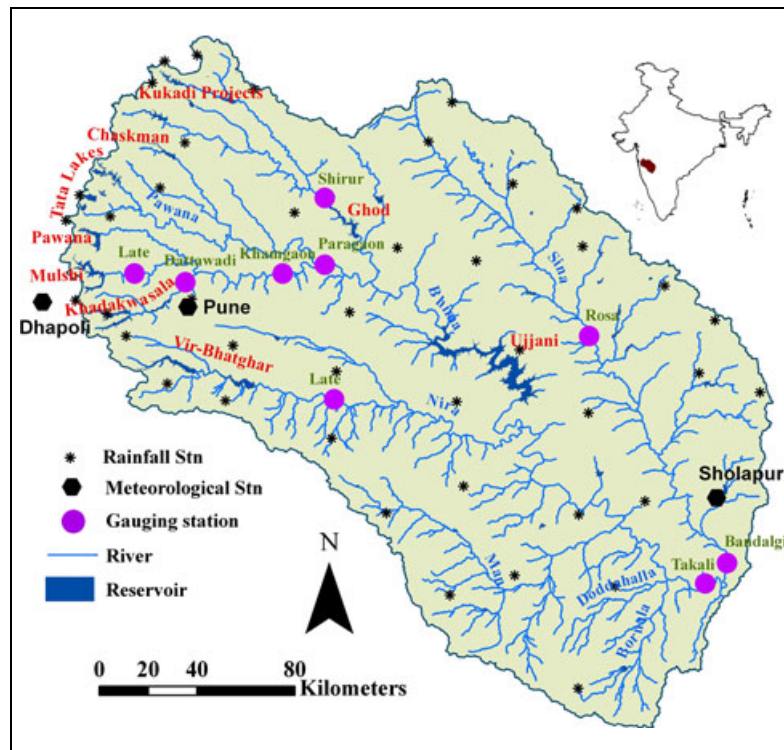 Kukadi Projects
Chaskman
Tata Lakes
Shirur
Pawana
Ghod
Pawana
Late
Dattawadi
Khamgaon
Paragaon
Sina
Mulshi
Khadakwasala
Dhapoli
Pune
Bhima
Rosa
Ujjani
Vir-Bhatghar
Late
Nira
Rainfall Stn
Meteorological Stn
Gauging station
River
Reservoir
N
Sholapur
Bandalgi
Takali
Man
Doddahalla
Borwala
0 20 40 80
Kilometers